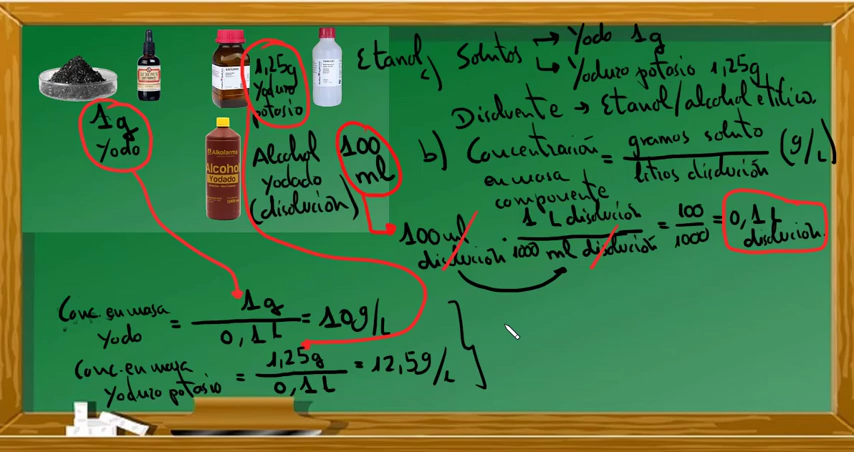 1g
Yodo
1,25g
Yoduro
potasio
Alkofarma
Alcohol
Yodado
Alcohol
yodado
(disolución)
100
ml
Etanol
c) Solutos → Yodo 1g
↳ Yoduro potasio 1,25g
Disolvente → Etanol/alcohol etílico.
b) Concentración
en masa
componente
= gramos soluto
litros disolución
(g/L)
100 ml
disolución
· 1 L disolución
1000 ml disolución
= 100
1000
= 0,1 L
disolución.
Conc. en masa
yodo
= 1g
0,1 L
= 10g/L
Conc. en masa
Yoduro potasio
= 1,25g
0,1 L
= 12,5g/L